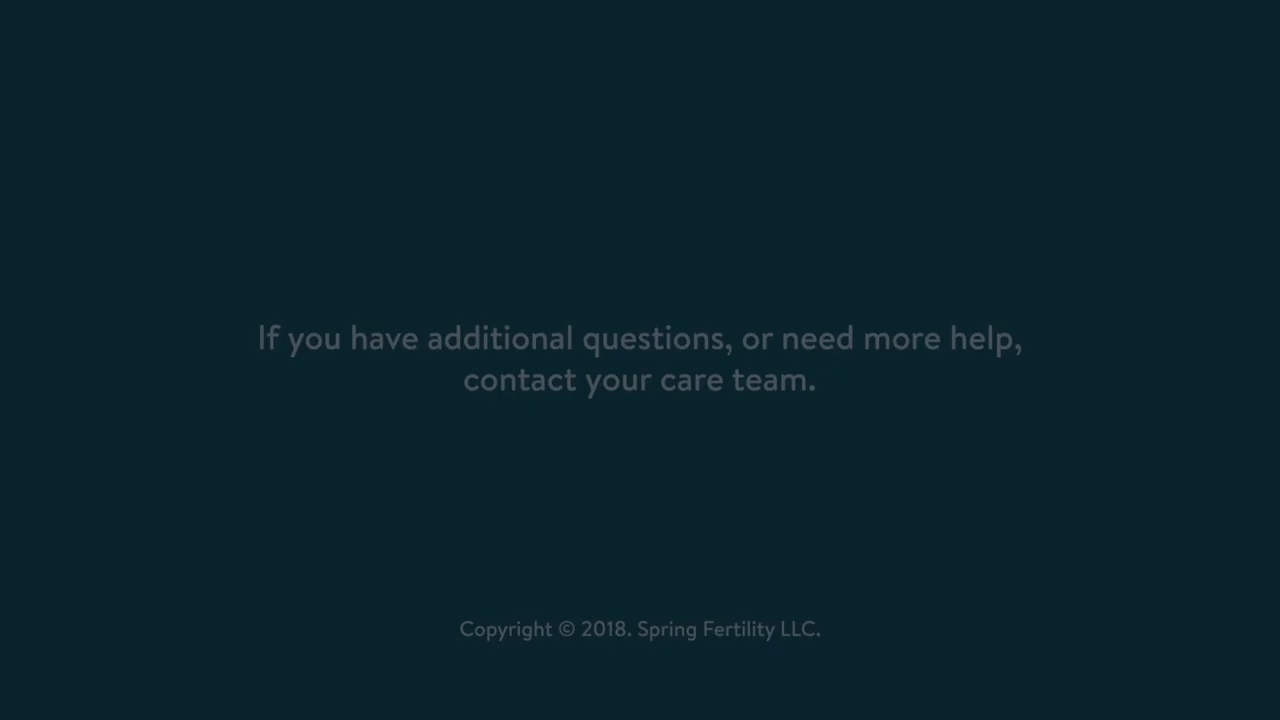 If you have additional questions, or need more help,
contact your care team.
Copyright © 2018. Spring Fertility LLC.